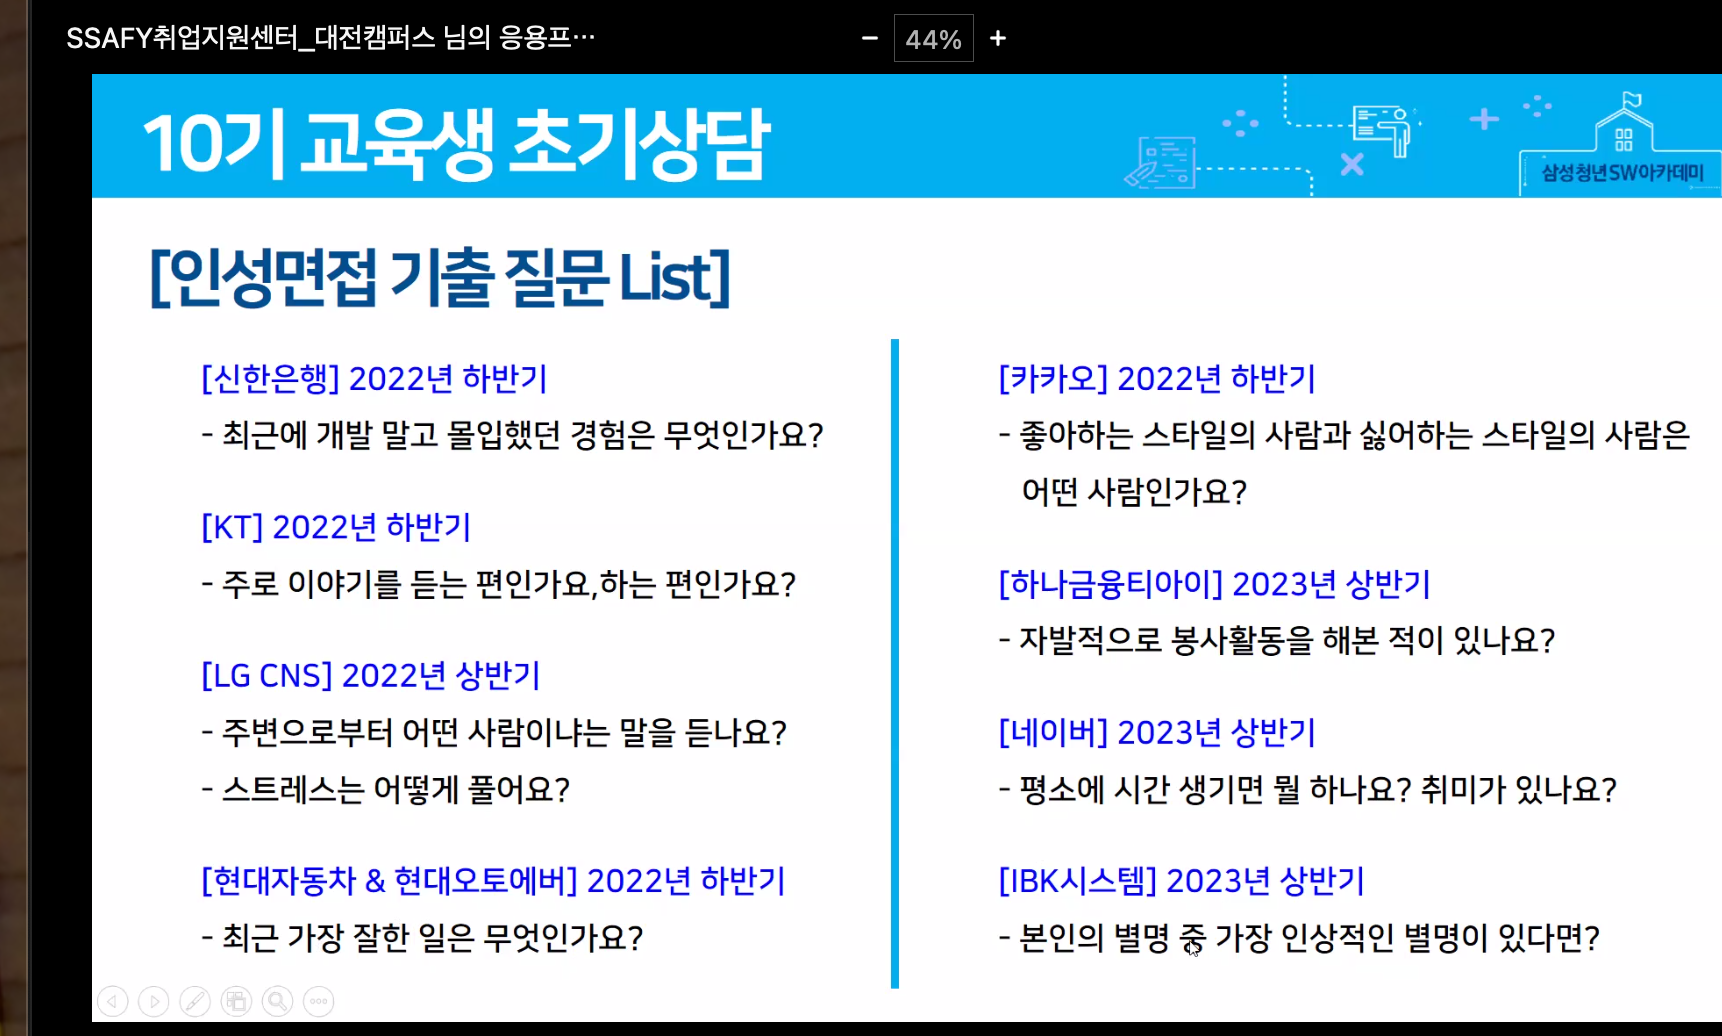 SSAFY취업지원센터_대전캠퍼스 님의 응용프…
− 44% +
10기 교육생 초기상담
삼성청년SW아카데미
[인성면접 기출 질문 List]
[신한은행] 2022년 하반기
- 최근에 개발 말고 몰입했던 경험은 무엇인가요?
[KT] 2022년 하반기
- 주로 이야기를 듣는 편인가요,하는 편인가요?
[LG CNS] 2022년 상반기
- 주변으로부터 어떤 사람이냐는 말을 듣나요?
- 스트레스는 어떻게 풀어요?
[현대자동차 & 현대오토에버] 2022년 하반기
- 최근 가장 잘한 일은 무엇인가요?
[카카오] 2022년 하반기
- 좋아하는 스타일의 사람과 싫어하는 스타일의 사람은
어떤 사람인가요?
[하나금융티아이] 2023년 상반기
- 자발적으로 봉사활동을 해본 적이 있나요?
[네이버] 2023년 상반기
- 평소에 시간 생기면 뭘 하나요? 취미가 있나요?
[IBK시스템] 2023년 상반기
- 본인의 별명 중 가장 인상적인 별명이 있다면?